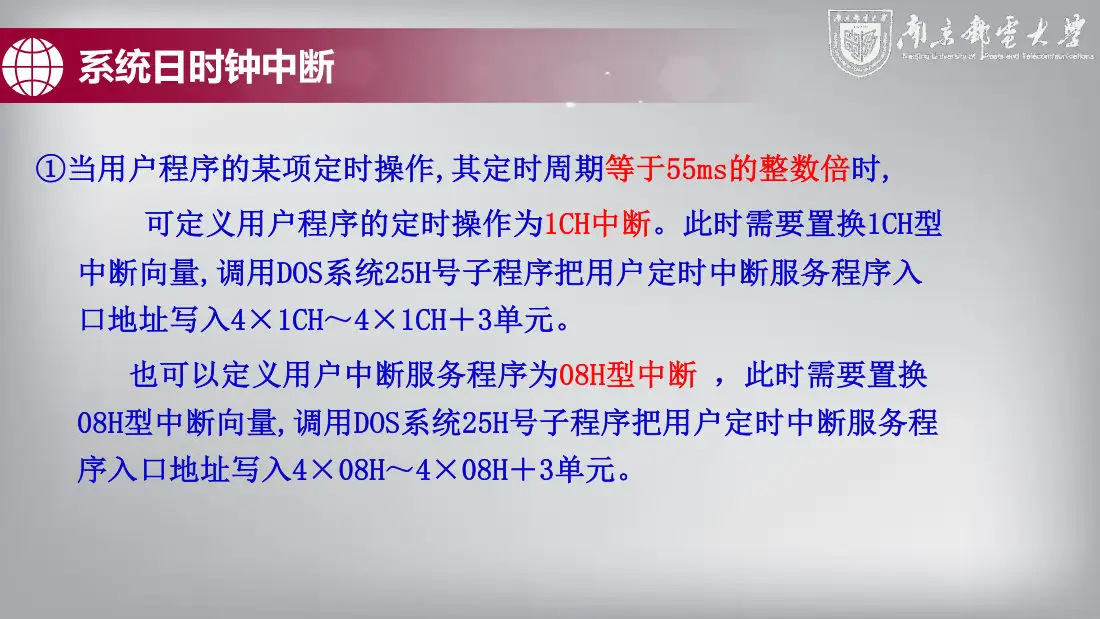 系统日时钟中断
南京邮电大学
Nanjing University of Posts and Telecommunications
①当用户程序的某项定时操作,其定时周期等于55ms的整数倍时,
可定义用户程序的定时操作为1CH中断。此时需要置换1CH型
中断向量,调用DOS系统25H号子程序把用户定时中断服务程序入
口地址写入4×1CH～4×1CH＋3单元。
也可以定义用户中断服务程序为08H型中断 ，此时需要置换
08H型中断向量,调用DOS系统25H号子程序把用户定时中断服务程
序入口地址写入4×08H～4×08H＋3单元。